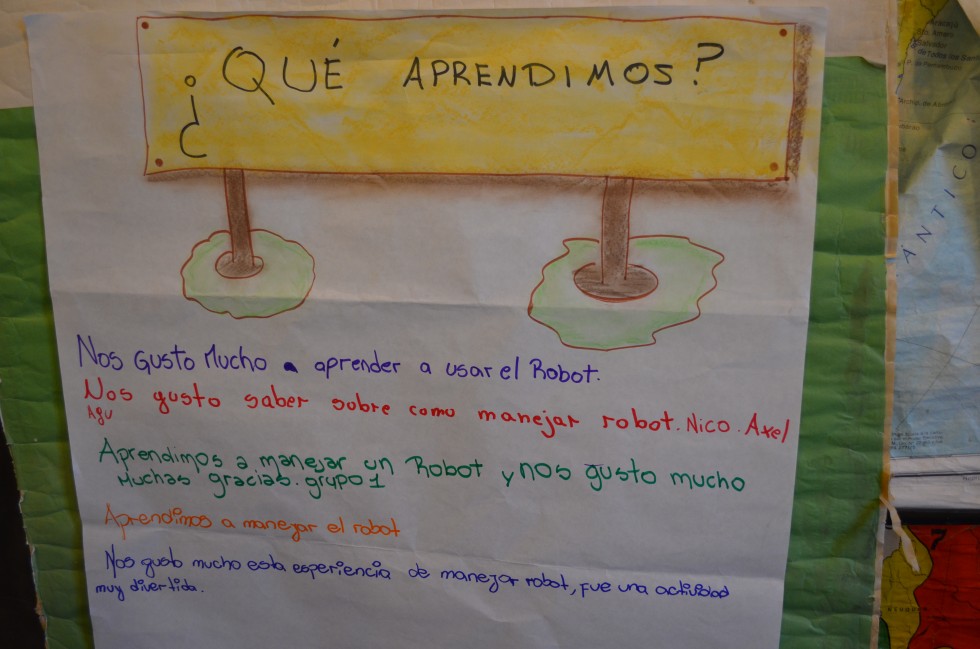 ¿QUÉ APRENDIMOS?
Nos Gusto Mucho a aprender a usar el Robot.
Nos gusto saber sobre como manejar robot. Nico. Axel
Agu
Aprendimos a manejar un Robot y nos gusto mucho
Muchas gracias. grupo 1
Aprendimos a manejar el robot
Nos gusto mucho esta esperiencia de manejar robot, fue una actividad
muy divertida.
ÁNTICO
7